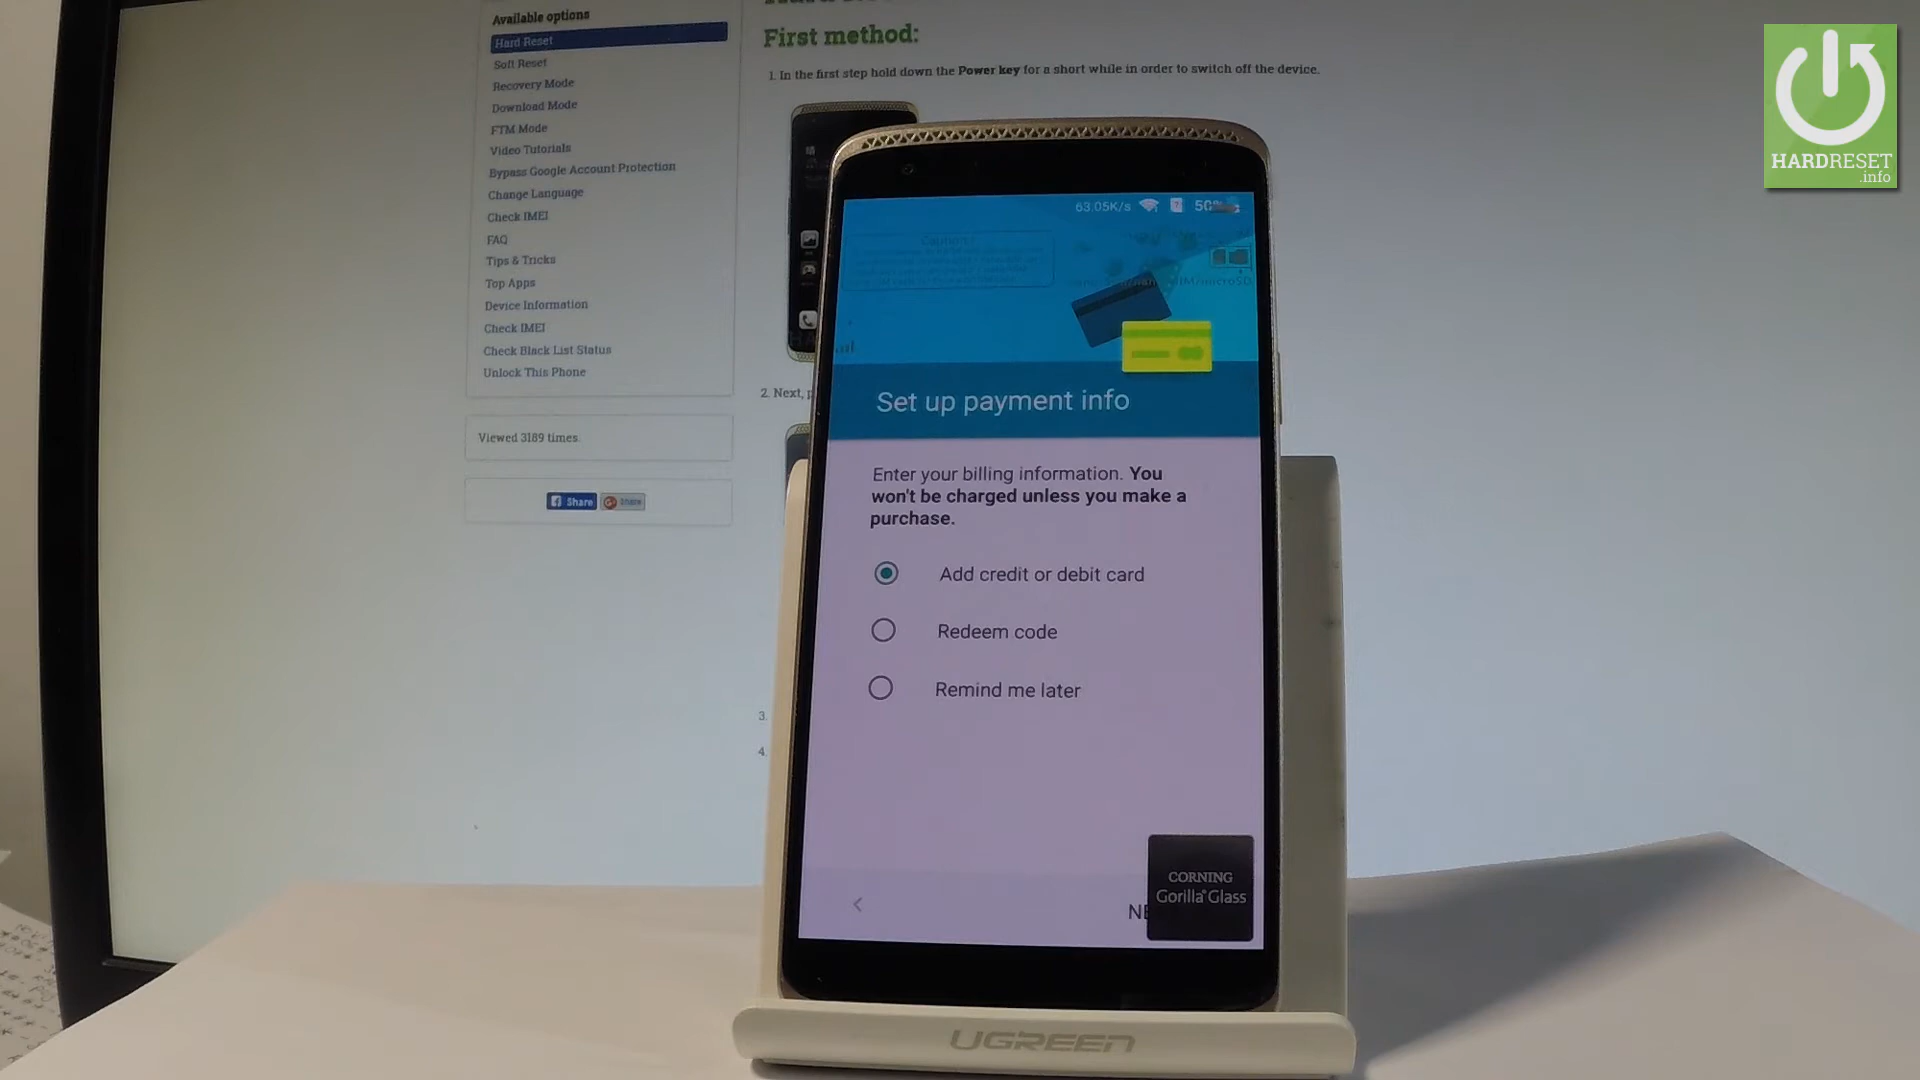 Available options
Hard Reset
Soft Reset
Recovery Mode
Download Mode
FTM Mode
Video Tutorials
Bypass Google Account Protection
Change Language
Check IMEI
FAQ
Tips & Tricks
Top Apps
Device Information
Check IMEI
Check Black List Status
Unlock This Phone
Viewed 3189 times.
Share
Share
First method:
1. In the first step hold down the Power key for a short while in order to switch off the device.
2. Next,
3.
4.
63.05K/s
Set up payment info
Enter your billing information. You
won't be charged unless you make a
purchase.
Add credit or debit card
Redeem code
Remind me later
NE
CORNING
Gorilla Glass
UGREEN
HARDRESET
.info